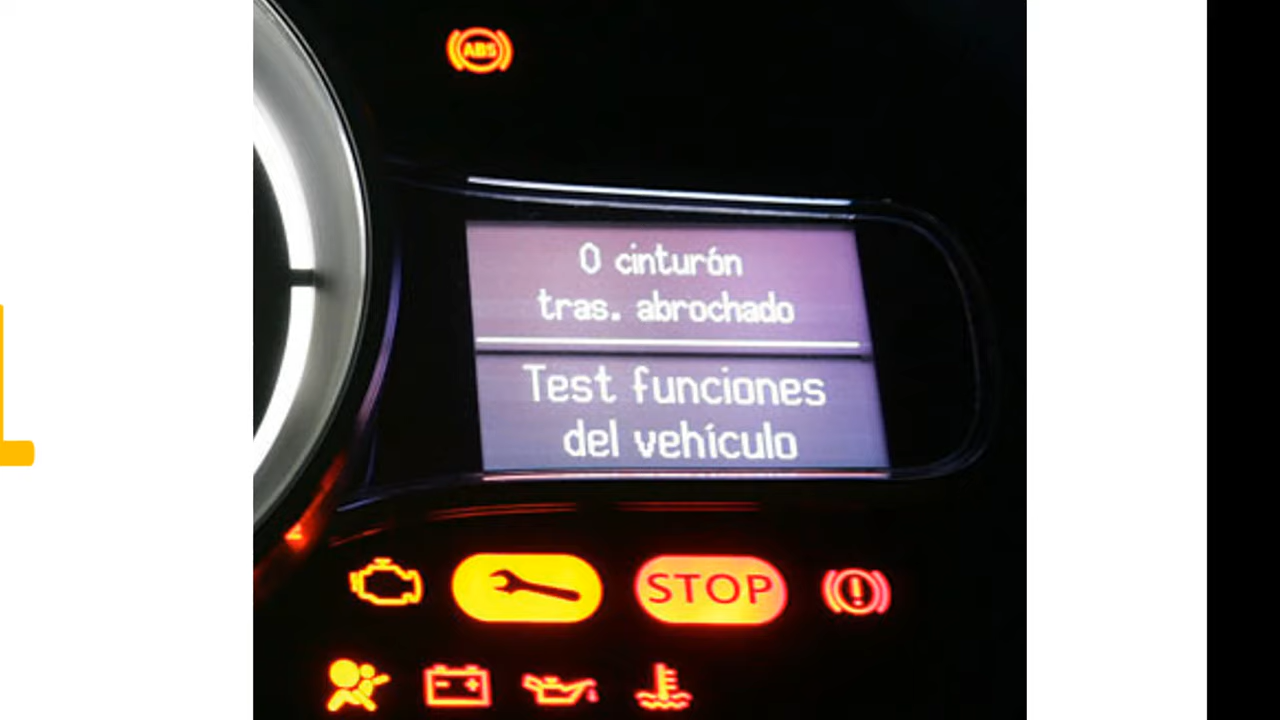 ABS
0 cinturón
tras. abrochado
Test funciones
del vehículo
STOP